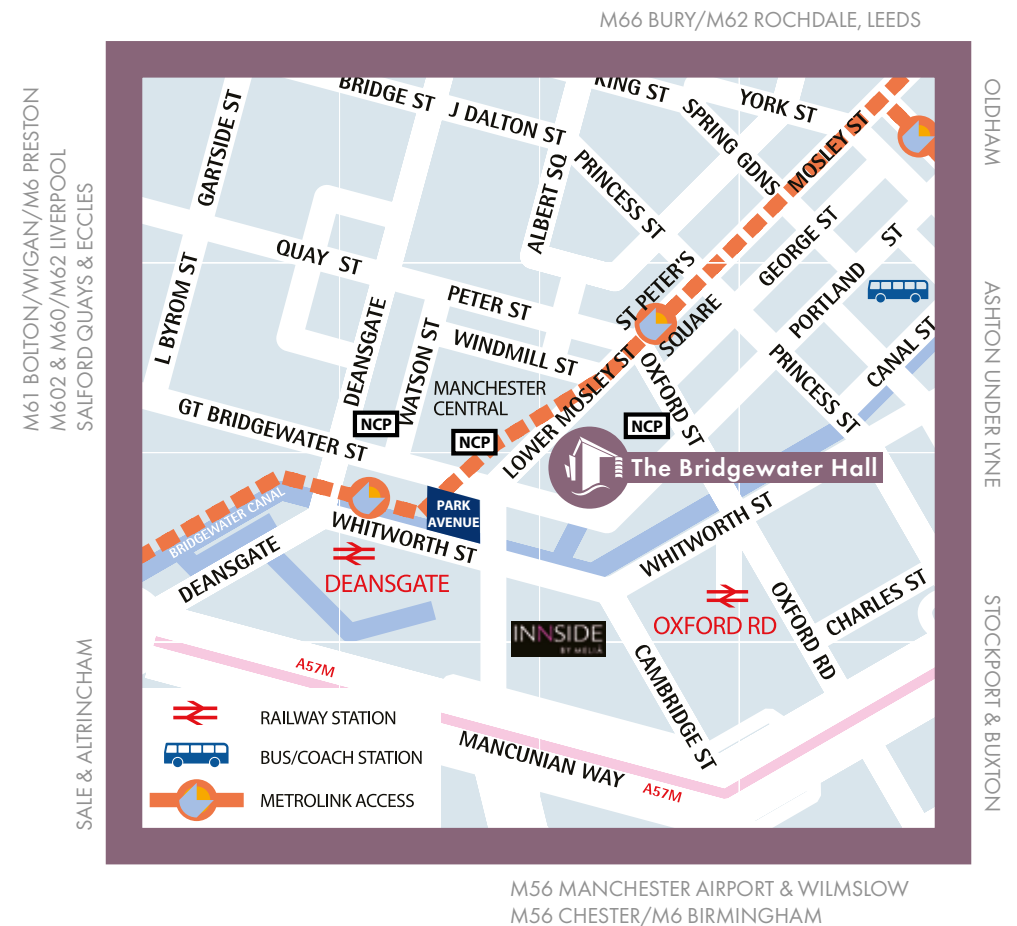 M66 BURY/M62 ROCHDALE, LEEDS
M61 BOLTON/WIGAN/M6 PRESTON
M602 & M60/M62 LIVERPOOL
SALFORD QUAYS & ECCLES
SALE & ALTRINCHAM
OLDHAM
ASHTON UNDER LYNE
STOCKPORT & BUXTON
BRIDGE ST
J DALTON ST
KING ST
YORK ST
SPRING GDNS
MOSLEY ST
GARTSIDE ST
ALBERT SQ
PRINCESS ST
GEORGE ST
QUAY ST
ST PETER'S
SQUARE
PORTLAND ST
L BYROM ST
PETER ST
WINDMILL ST
DEANSGATE
WATSON ST
LOWER MOSLEY ST
OXFORD ST
PRINCESS ST
CANAL ST
MANCHESTER
CENTRAL
GT BRIDGEWATER ST
NCP
NCP
NCP
The Bridgewater Hall
PARK
AVENUE
BRIDGEWATER CANAL
WHITWORTH ST
WHITWORTH ST
DEANSGATE
DEANSGATE
OXFORD RD
OXFORD RD
CHARLES ST
INNSIDE
BY MELIÁ
CAMBRIDGE ST
A57M
MANCUNIAN WAY
A57M
RAILWAY STATION
BUS/COACH STATION
METROLINK ACCESS
M56 MANCHESTER AIRPORT & WILMSLOW
M56 CHESTER/M6 BIRMINGHAM